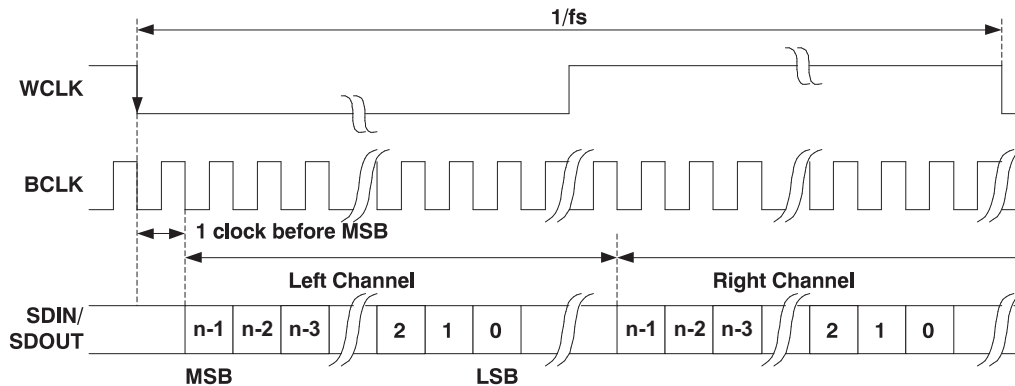 1/fs
WCLK
BCLK
1 clock before MSB
Left Channel Right Channel
SDIN/
SDOUT
n-1 n-2 n-3 2 1 0 n-1 n-2 n-3 2 1 0
MSB LSB